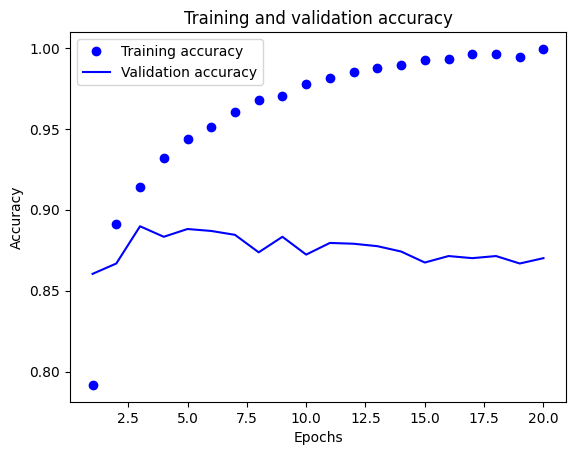 Training and validation accuracy
Training accuracy
Validation accuracy
1.00
0.95
0.90
0.85
0.80
Accuracy
2.5 5.0 7.5 10.0 12.5 15.0 17.5 20.0
Epochs